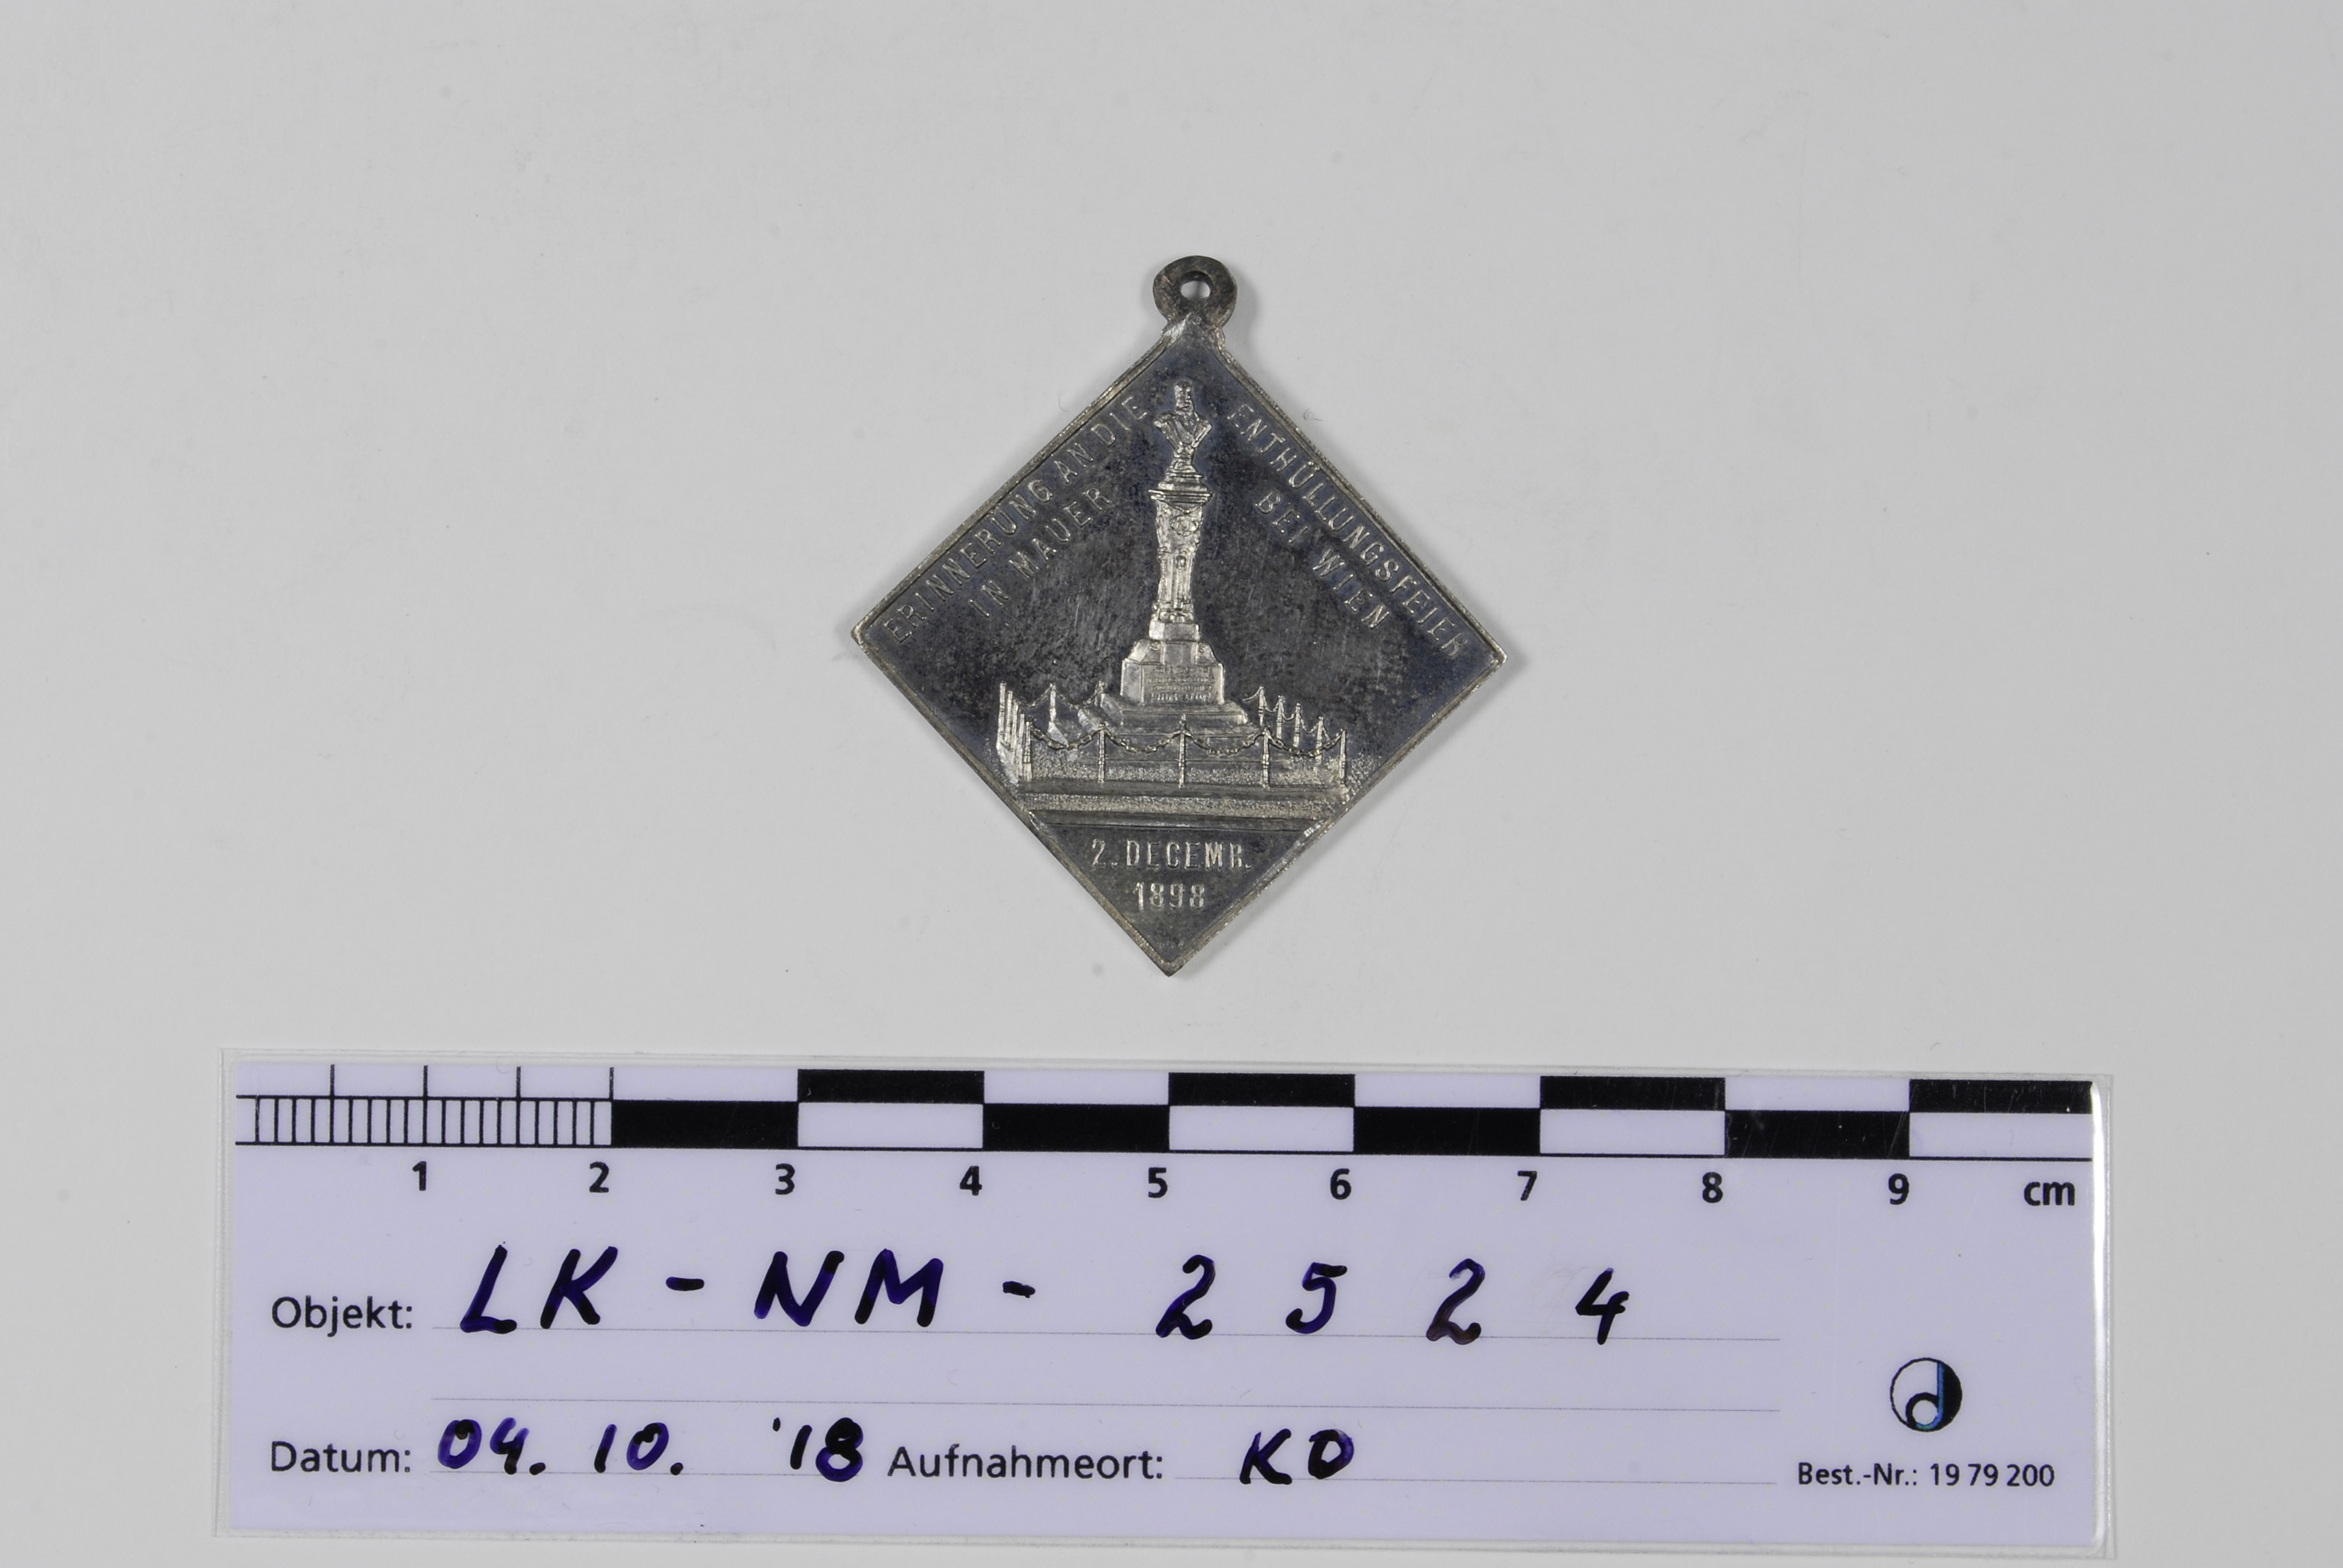 ERINNERUNG AN DIE ENTHÜLLUNGSFEIER
IN MAUER BEI WIEN
2. DECEMB.
1898
1 2 3 4 5 6 7 8 9 cm
Objekt: LK - NM - 2524
Datum: 04. 10. '18 Aufnahmeort: KO
Best.-Nr.: 19 79 200